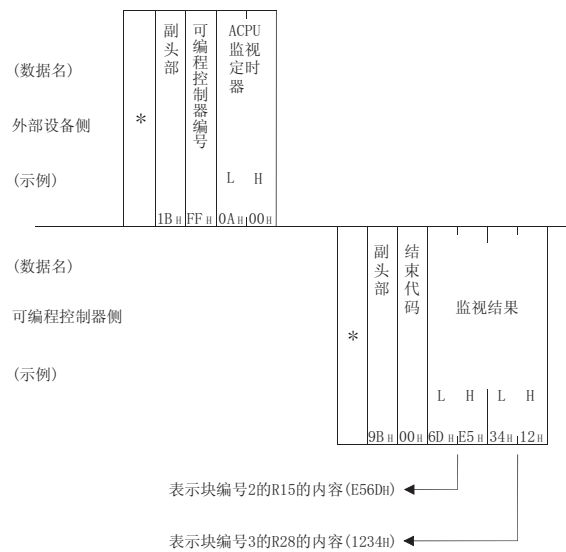 (数据名)
外部设备侧
(示例)
*
副头部
可编程控制器编号
ACPU
监视
定时
器
L H
1BH FFH 0AH 00H
(数据名)
可编程控制器侧
(示例)
*
副头部
结束代码
监视结果
L H L H
9BH 00H 6DH E5H 34H 12H
表示块编号2的R15的内容(E56DH)
表示块编号3的R28的内容(1234H)